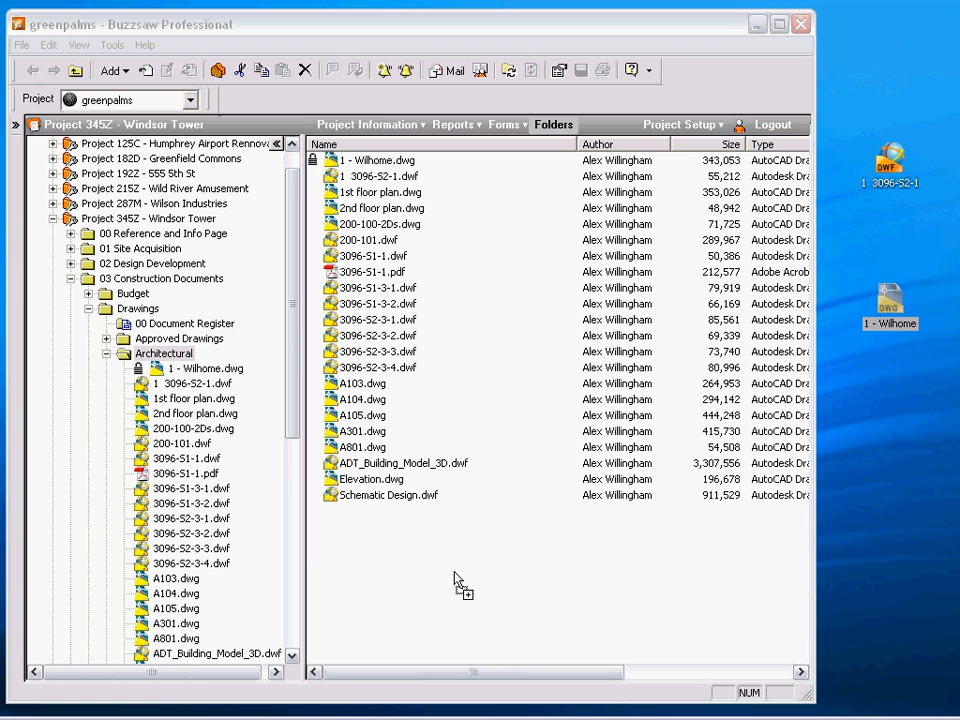 greenpalms - Buzzsaw Professional
File Edit View Tools Help
Add Mail
Project greenpalms
Project 345Z - Windsor Tower Project Information Reports Forms Folders Project Setup Logout
Project 125C - Humphrey Airport Rennova
Project 182D - Greenfield Commons
Project 192Z - 555 5th St
Project 215Z - Wild River Amusement
Project 287M - Wilson Industries
Project 345Z - Windsor Tower
00 Reference and Info Page
01 Site Acquisition
02 Design Development
03 Construction Documents
Budget
Drawings
00 Document Register
Approved Drawings
Architectural
1 - Wilhome.dwg
1 3096-S2-1.dwf
1st floor plan.dwg
2nd floor plan.dwg
200-100-2Ds.dwg
200-101.dwf
3096-S1-1.dwf
3096-S1-1.pdf
3096-S1-3-1.dwf
3096-S1-3-2.dwf
3096-S2-3-1.dwf
3096-S2-3-2.dwf
3096-S2-3-3.dwf
3096-S2-3-4.dwf
A103.dwg
A104.dwg
A105.dwg
A301.dwg
A801.dwg
ADT_Building_Model_3D.dwf
Name Author Size Type
1 - Wilhome.dwg Alex Willingham 343,053 AutoCAD Dra
1 3096-S2-1.dwf Alex Willingham 55,212 Autodesk Dra
1st floor plan.dwg Alex Willingham 353,026 AutoCAD Dra
2nd floor plan.dwg Alex Willingham 48,942 AutoCAD Dra
200-100-2Ds.dwg Alex Willingham 71,725 AutoCAD Dra
200-101.dwf Alex Willingham 289,967 Autodesk Dra
3096-S1-1.dwf Alex Willingham 50,386 Autodesk Dra
3096-S1-1.pdf Alex Willingham 212,577 Adobe Acrob
3096-S1-3-1.dwf Alex Willingham 79,919 Autodesk Dra
3096-S1-3-2.dwf Alex Willingham 66,169 Autodesk Dra
3096-S2-3-1.dwf Alex Willingham 85,561 Autodesk Dra
3096-S2-3-2.dwf Alex Willingham 69,339 Autodesk Dra
3096-S2-3-3.dwf Alex Willingham 73,740 Autodesk Dra
3096-S2-3-4.dwf Alex Willingham 80,996 Autodesk Dra
A103.dwg Alex Willingham 264,953 AutoCAD Dra
A104.dwg Alex Willingham 294,142 AutoCAD Dra
A105.dwg Alex Willingham 444,248 AutoCAD Dra
A301.dwg Alex Willingham 415,730 AutoCAD Dra
A801.dwg Alex Willingham 54,508 AutoCAD Dra
ADT_Building_Model_3D.dwf Alex Willingham 3,307,556 Autodesk Dra
Elevation.dwg Alex Willingham 196,678 AutoCAD Dra
Schematic Design.dwf Alex Willingham 911,529 Autodesk Dra
NUM
DWF
1 3096-S2-1
DWG
1 - Wilhome